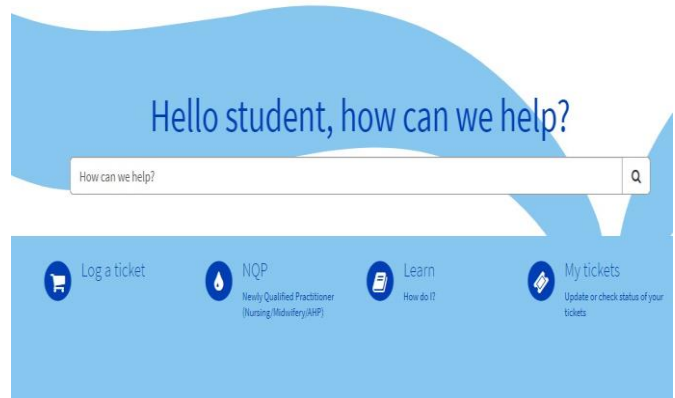 Hello student, how can we help?
How can we help?
Log a ticket
NQP
Newly Qualified Practitioner
(Nursing/Midwifery/AHP)
Learn
How do I?
My tickets
Update or check status of your
tickets